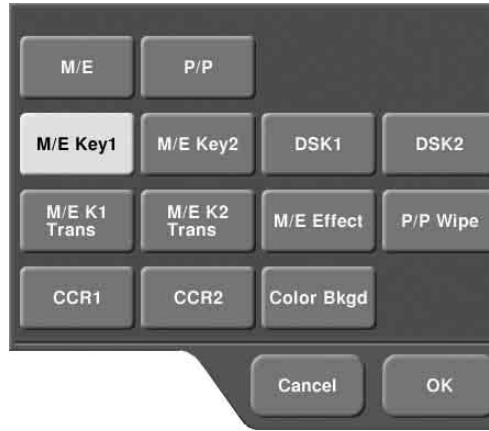 M/E
P/P
M/E Key1
M/E Key2
DSK1
DSK2
M/E K1
Trans
M/E K2
Trans
M/E Effect
P/P Wipe
CCR1
CCR2
Color Bkgd
Cancel
OK